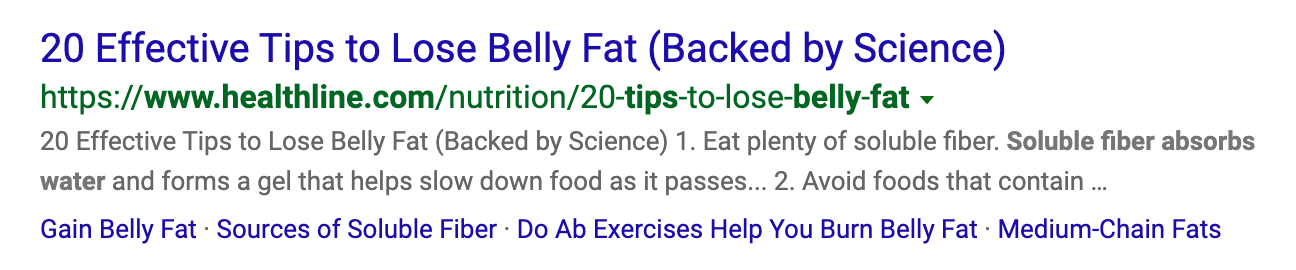 20 Effective Tips to Lose Belly Fat (Backed by Science)
https://www.healthline.com/nutrition/20-tips-to-lose-belly-fat
20 Effective Tips to Lose Belly Fat (Backed by Science) 1. Eat plenty of soluble fiber. Soluble fiber absorbs
water and forms a gel that helps slow down food as it passes... 2. Avoid foods that contain ...
Gain Belly Fat · Sources of Soluble Fiber · Do Ab Exercises Help You Burn Belly Fat · Medium-Chain Fats